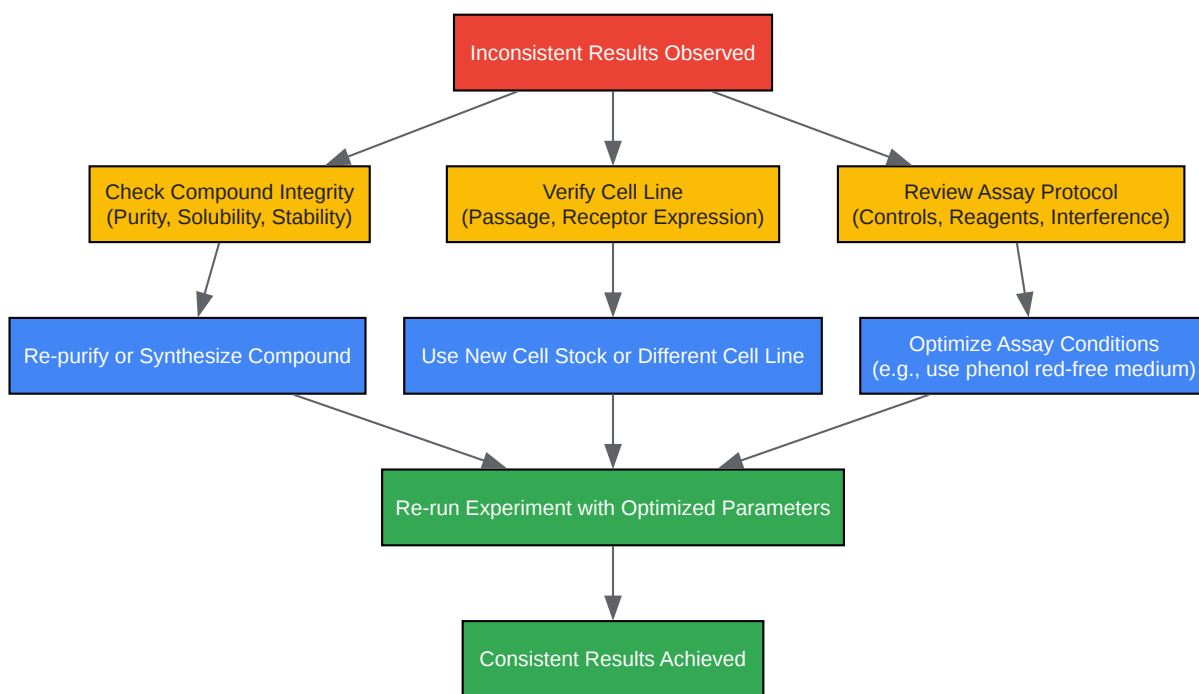 Inconsistent Results Observed
Check Compound Integrity
(Purity, Solubility, Stability)
Verify Cell Line
(Passage, Receptor Expression)
Review Assay Protocol
(Controls, Reagents, Interference)
Re-purify or Synthesize Compound
Use New Cell Stock or Different Cell Line
Optimize Assay Conditions
(e.g., use phenol red-free medium)
Re-run Experiment with Optimized Parameters
Consistent Results Achieved